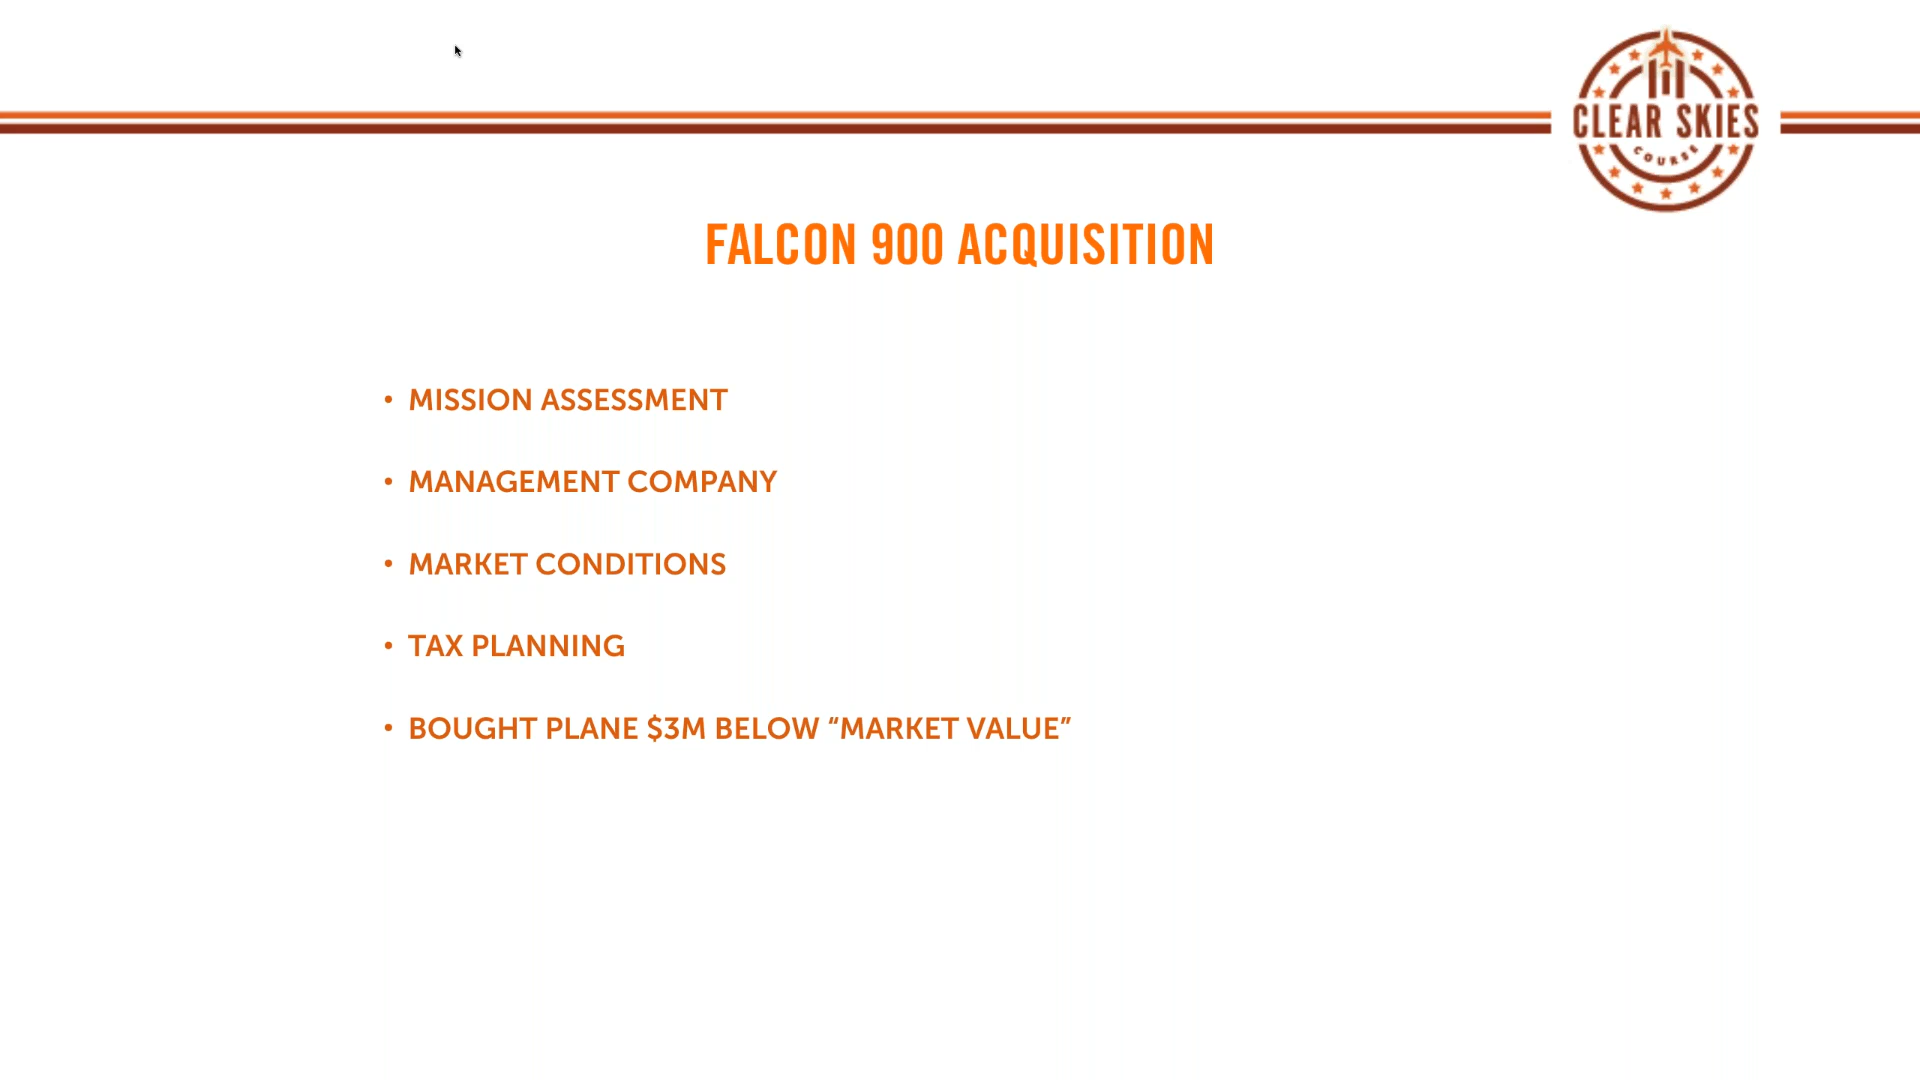 CLEAR SKIES
COURSE
FALCON 900 ACQUISITION
• MISSION ASSESSMENT
• MANAGEMENT COMPANY
• MARKET CONDITIONS
• TAX PLANNING
• BOUGHT PLANE $3M BELOW “MARKET VALUE”